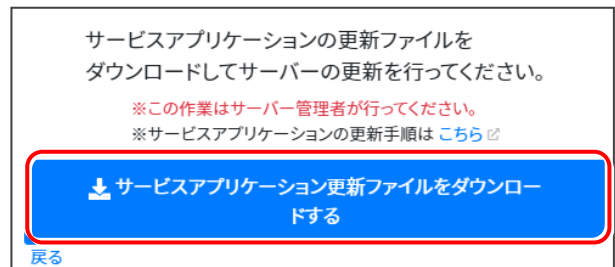 サービスアプリケーションの更新ファイルを
ダウンロードしてサーバーの更新を行ってください。
※この作業はサーバー管理者が行ってください。
※サービスアプリケーションの更新手順は こちら
サービスアプリケーション更新ファイルをダウンロー
ドする
戻る